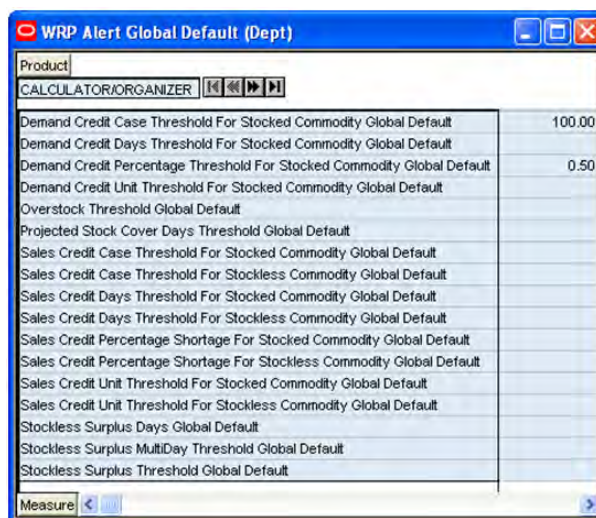 WRP Alert Global Default (Dept)
Product
CALCULATOR/ORGANIZER
Demand Credit Case Threshold For Stocked Commodity Global Default 100.00
Demand Credit Days Threshold For Stocked Commodity Global Default
Demand Credit Percentage Threshold For Stocked Commodity Global Default 0.50
Demand Credit Unit Threshold For Stocked Commodity Global Default
Overstock Threshold Global Default
Projected Stock Cover Days Threshold Global Default
Sales Credit Case Threshold For Stocked Commodity Global Default
Sales Credit Case Threshold For Stockless Commodity Global Default
Sales Credit Days Threshold For Stocked Commodity Global Default
Sales Credit Days Threshold For Stockless Commodity Global Default
Sales Credit Percentage Shortage For Stocked Commodity Global Default
Sales Credit Percentage Shortage For Stockless Commodity Global Default
Sales Credit Unit Threshold For Stocked Commodity Global Default
Sales Credit Unit Threshold For Stockless Commodity Global Default
Stockless Surplus Days Global Default
Stockless Surplus MultiDay Threshold Global Default
Stockless Surplus Threshold Global Default
Measure